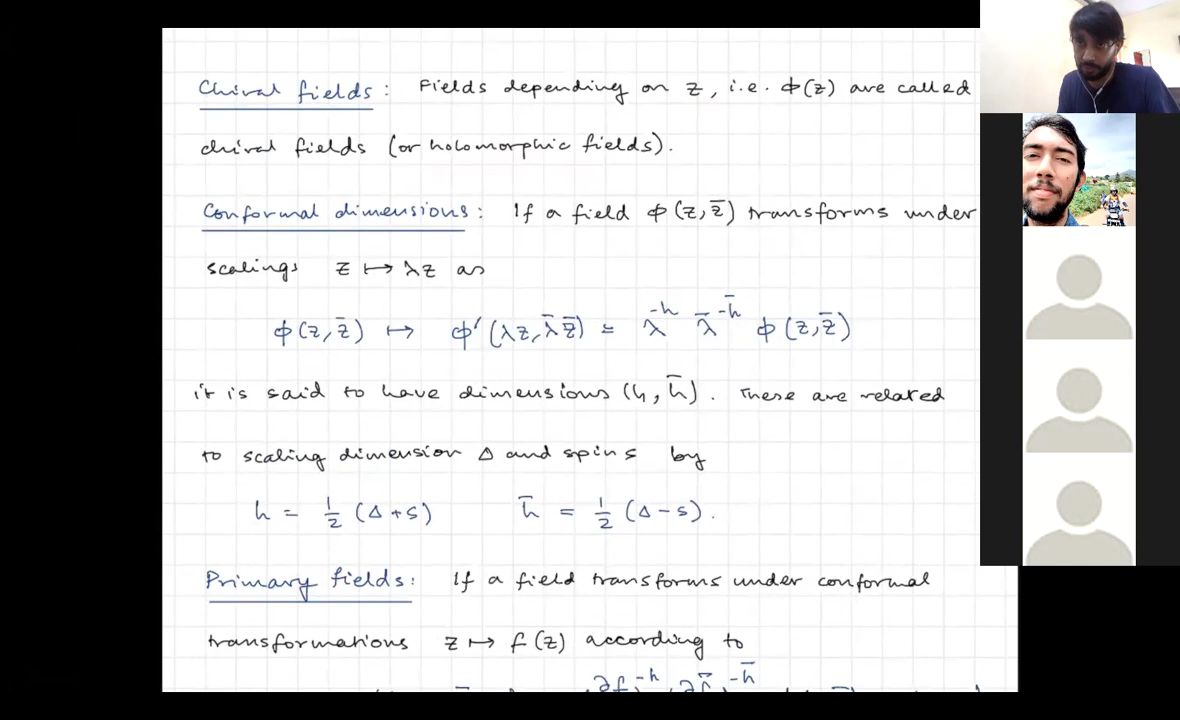 Chiral fields: Fields depending on z, i.e. ϕ(z) are called
chiral fields (or holomorphic fields).
Conformal dimensions: If a field ϕ(z, z̄) transforms under
scalings z ↦ λz as
ϕ(z, z̄) ↦ ϕ'(λz, λ̄z̄) = λ^{-h} λ̄^{-h̄} ϕ(z, z̄)
it is said to have dimensions (h, h̄). These are related
to scaling dimension Δ and spin s by
h = 1/2 (Δ+s) h̄ = 1/2 (Δ-s).
Primary fields: If a field transforms under conformal
transformations z ↦ f(z) according to